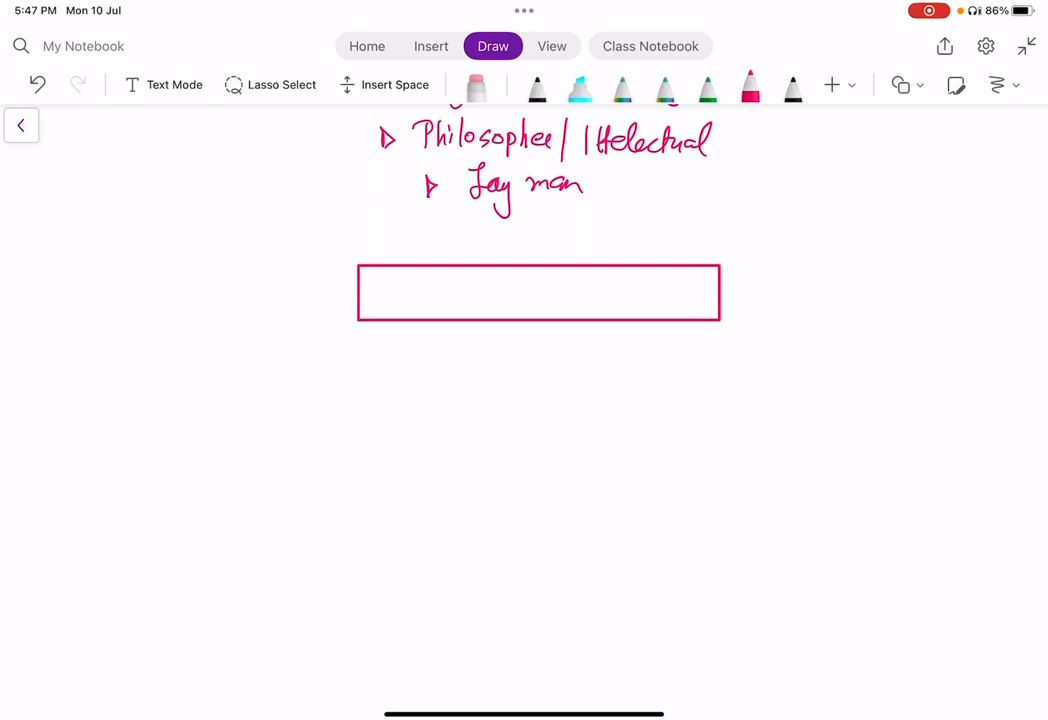 5:47 PM Mon 10 Jul
86%
My Notebook
Home Insert Draw View Class Notebook
Text Mode Lasso Select Insert Space
Philosophee/ Ittelectual
Lay man